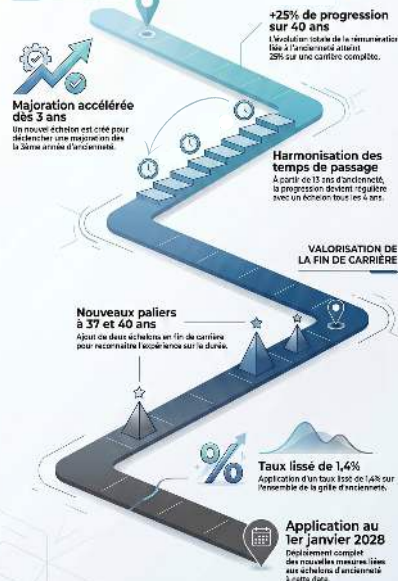 +25% de progression
sur 40 ans
L'évolution totale de la rémunération
liée à l'ancienneté atteint
25% sur une carrière complète.
Majoration accélérée
dès 3 ans
Un nouvel échelon est créé pour
déclencher une majoration dès
la 3ème année d'ancienneté.
Harmonisation des
temps de passage
À partir de 13 ans d'ancienneté,
la progression devient régulière
avec un échelon tous les 4 ans.
VALORISATION DE
LA FIN DE CARRIÈRE
Nouveaux paliers
à 37 et 40 ans
Ajout de deux échelons en fin de carrière
pour reconnaître l'expérience sur la durée.
%
Taux lissé de 1,4%
Application d'un taux lissé de 1,4% sur
l'ensemble de la grille d'ancienneté.
Application au
1er janvier 2028
Déploiement complet
des nouvelles mesures liées
aux échelons d'ancienneté
à cette date.